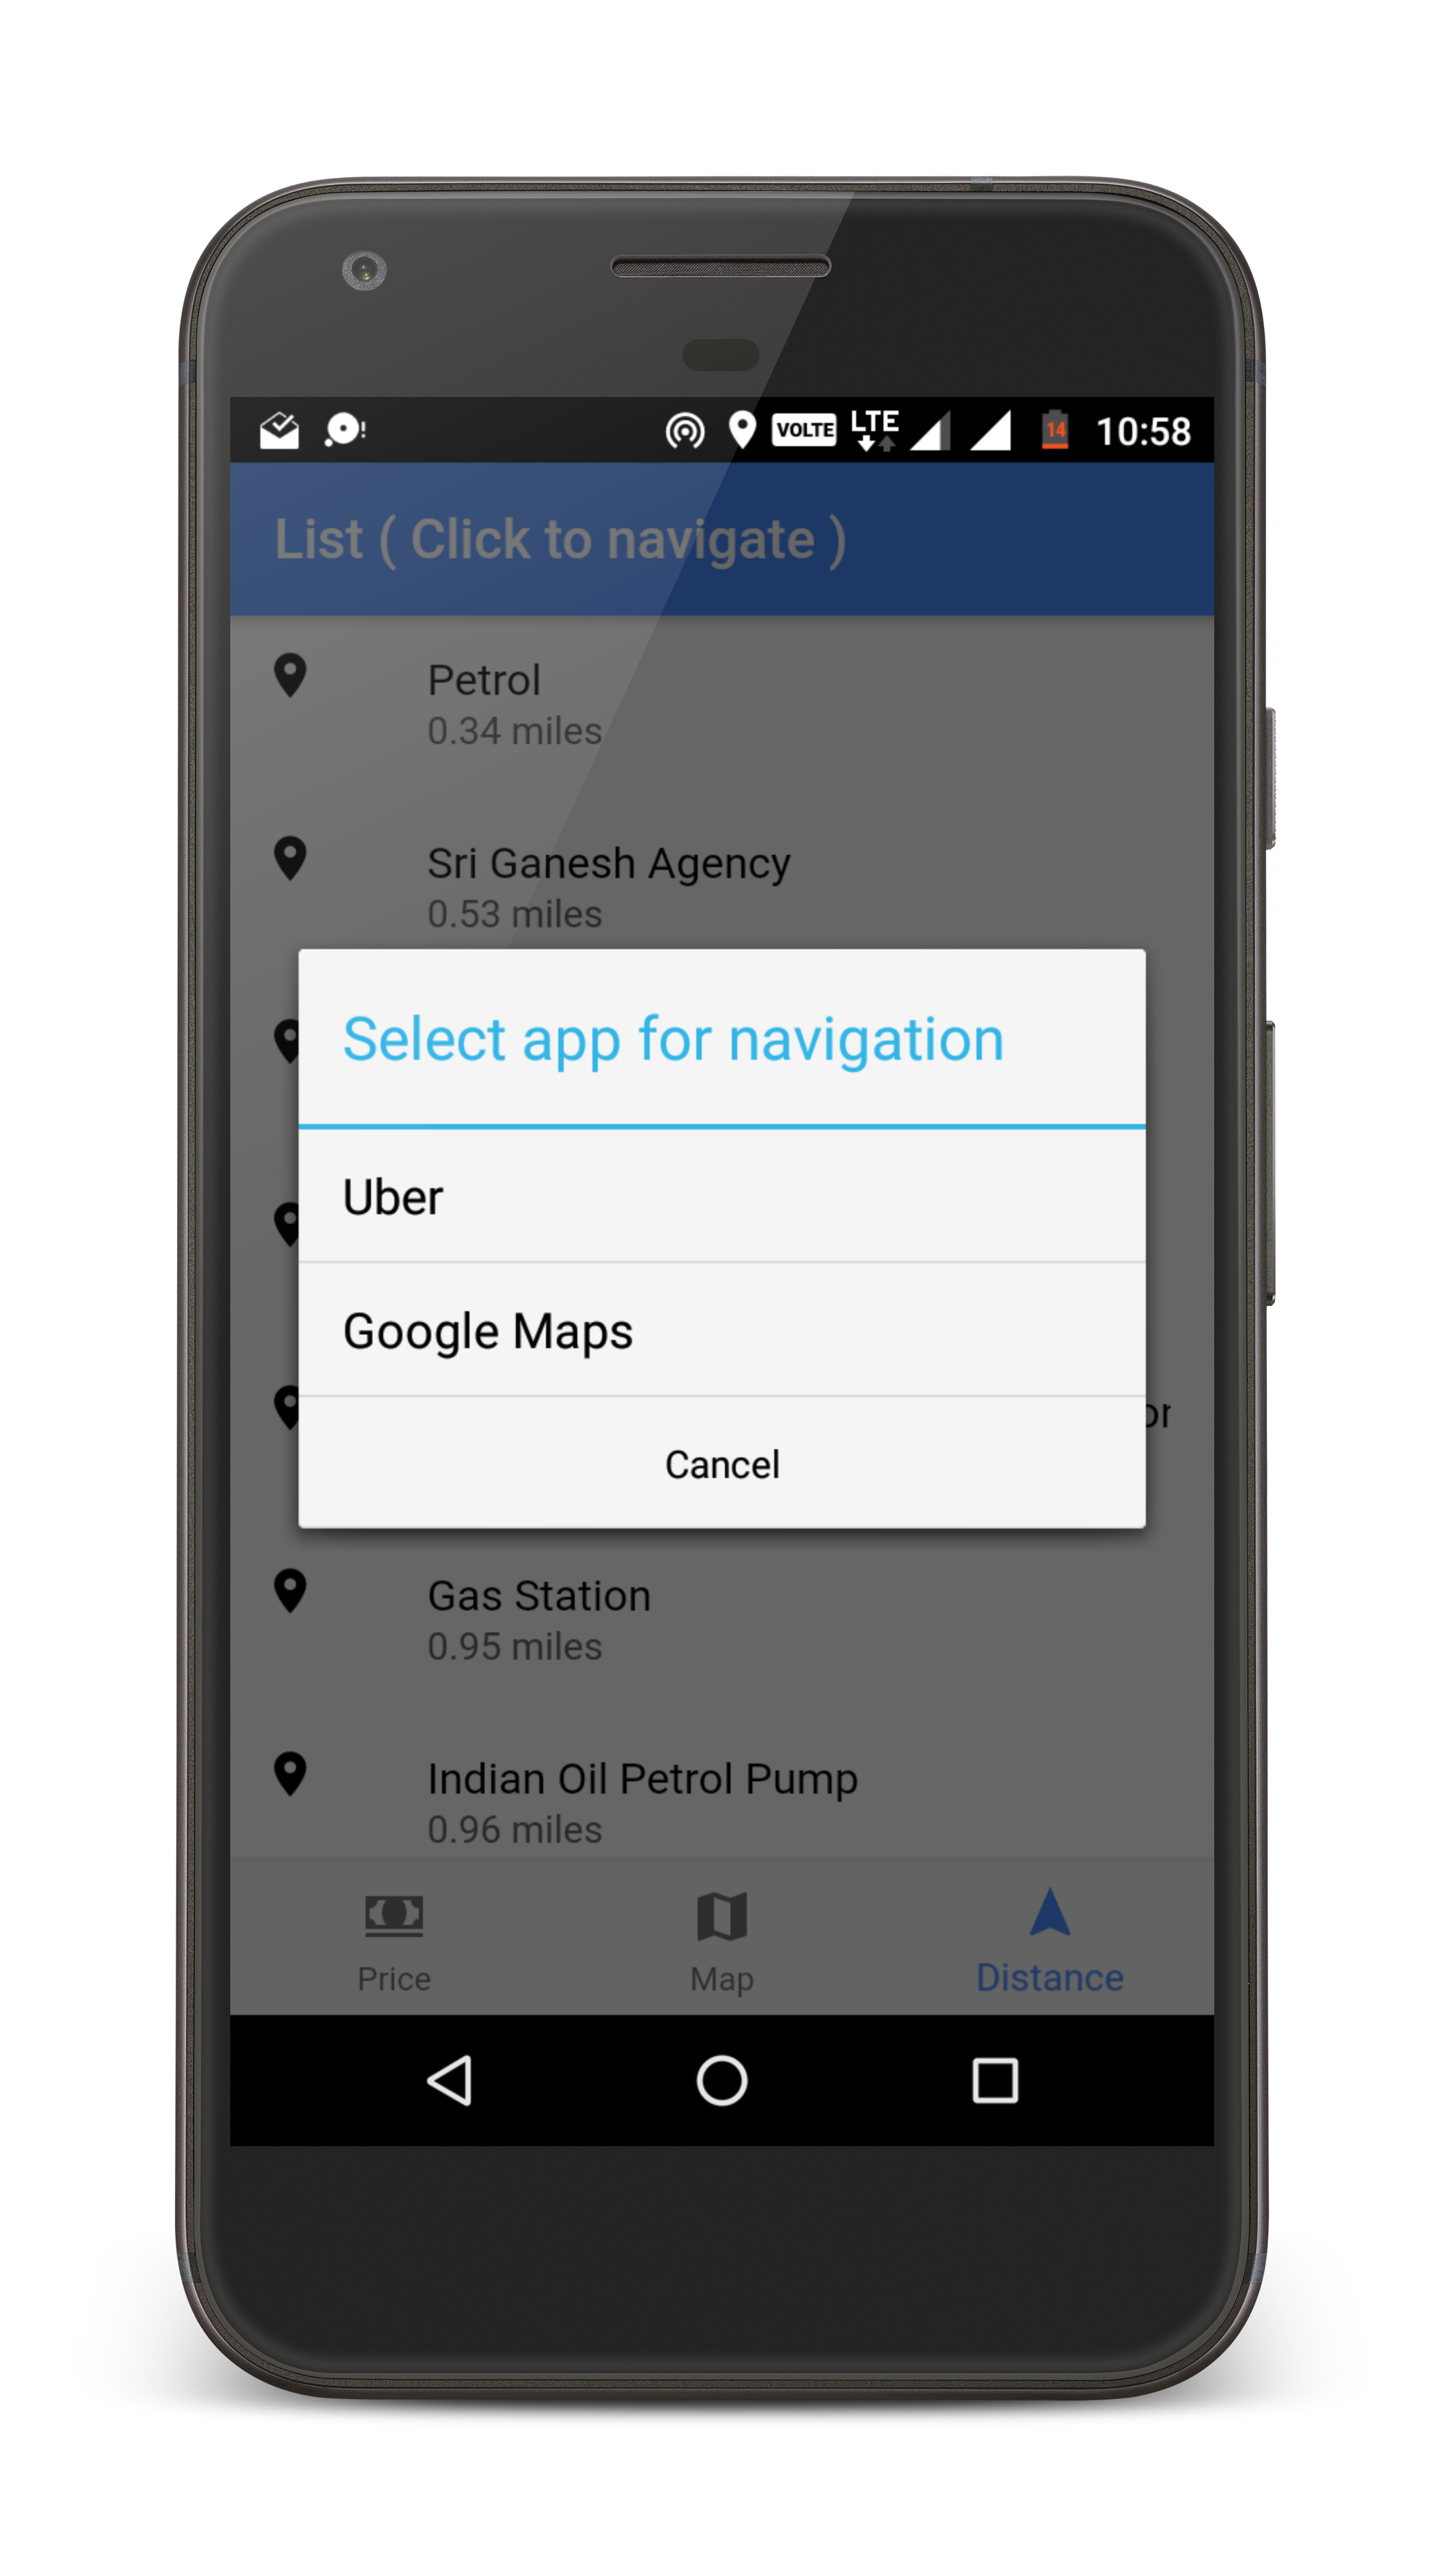 VOLTE LTE 14 10:58
List ( Click to navigate )
Petrol
0.34 miles
Sri Ganesh Agency
0.53 miles
Select app for navigation
Uber
Google Maps
Cancel
Gas Station
0.95 miles
Indian Oil Petrol Pump
0.96 miles
Price Map Distance